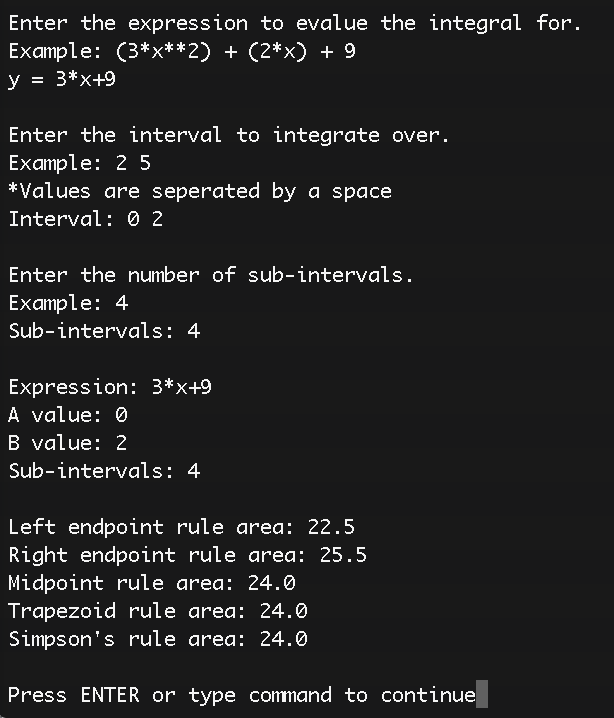 Enter the expression to evalue the integral for.
Example: (3*x**2) + (2*x) + 9
y = 3*x+9
Enter the interval to integrate over.
Example: 2 5
*Values are seperated by a space
Interval: 0 2
Enter the number of sub-intervals.
Example: 4
Sub-intervals: 4
Expression: 3*x+9
A value: 0
B value: 2
Sub-intervals: 4
Left endpoint rule area: 22.5
Right endpoint rule area: 25.5
Midpoint rule area: 24.0
Trapezoid rule area: 24.0
Simpson's rule area: 24.0
Press ENTER or type command to continue